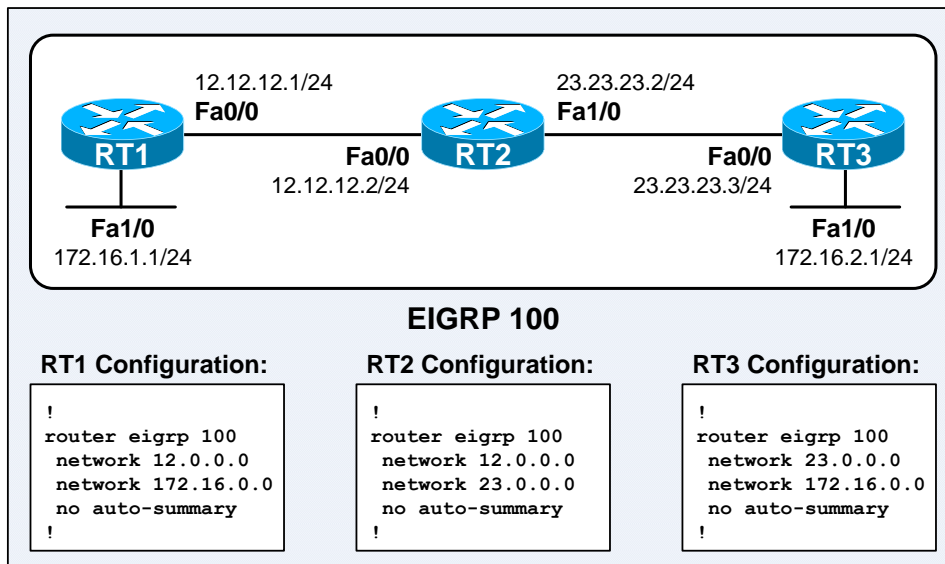 12.12.12.1/24
Fa0/0
23.23.23.2/24
Fa1/0
RT1
RT2
RT3
Fa0/0
12.12.12.2/24
Fa0/0
23.23.23.3/24
Fa1/0
172.16.1.1/24
Fa1/0
172.16.2.1/24
EIGRP 100
RT1 Configuration:
!
router eigrp 100
network 12.0.0.0
network 172.16.0.0
no auto-summary
!
RT2 Configuration:
!
router eigrp 100
network 12.0.0.0
network 23.0.0.0
no auto-summary
!
RT3 Configuration:
!
router eigrp 100
network 23.0.0.0
network 172.16.0.0
no auto-summary
!